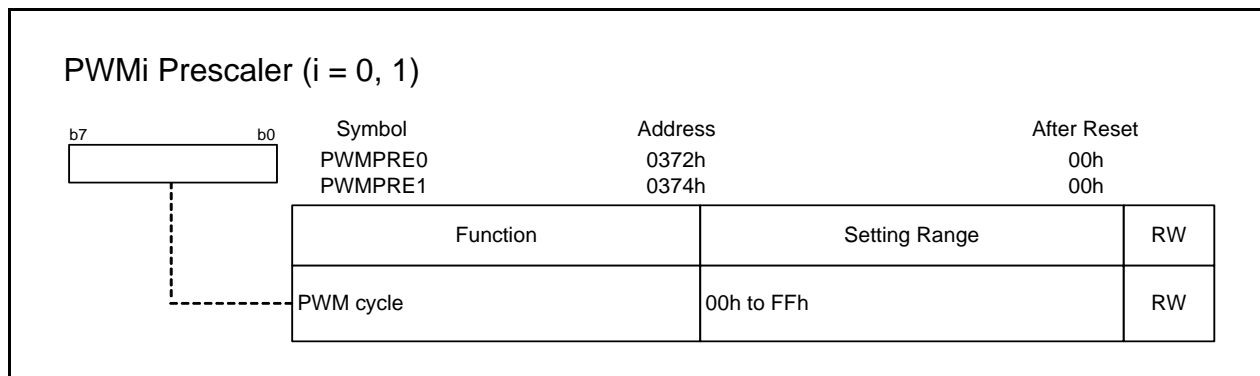 PWMi Prescaler (i = 0, 1)
b7 b0 Symbol Address After Reset
PWMPRE0 0372h 00h
PWMPRE1 0374h 00h
Function Setting Range RW
PWM cycle 00h to FFh RW